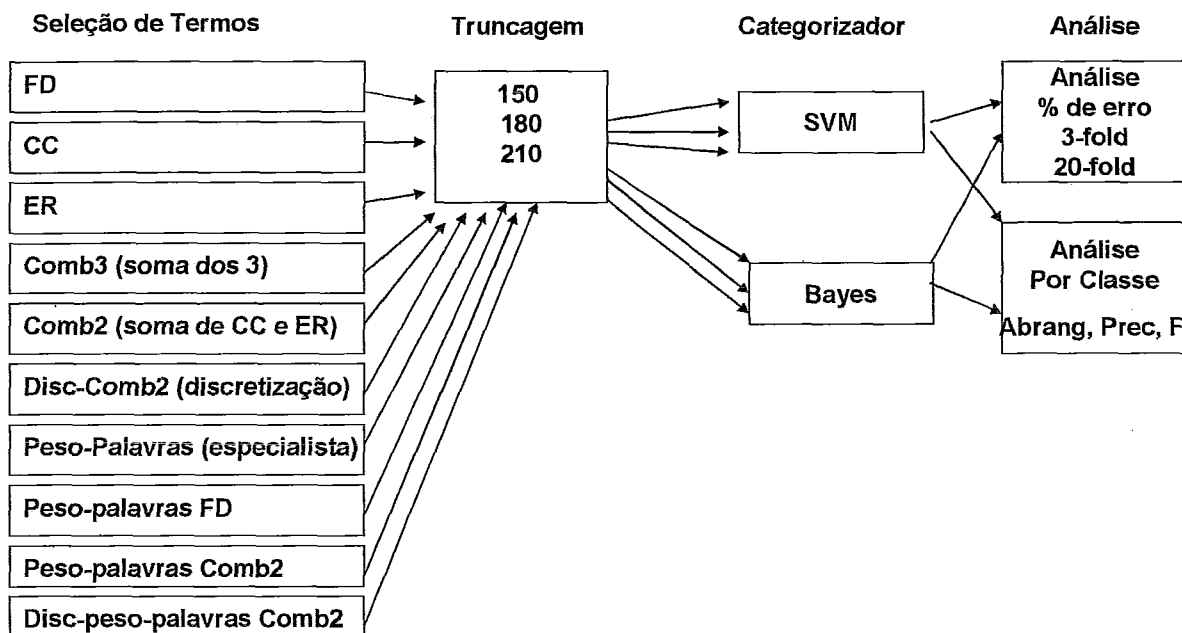 Seleção de Termos
Truncagem
Categorizador
Análise
FD
CC
ER
Comb3 (soma dos 3)
Comb2 (soma de CC e ER)
Disc-Comb2 (discretização)
Peso-Palavras (especialista)
Peso-palavras FD
Peso-palavras Comb2
Disc-peso-palavras Comb2
150
180
210
SVM
Bayes
Análise
% de erro
3-fold
20-fold
Análise
Por Classe
Abrang, Prec, F